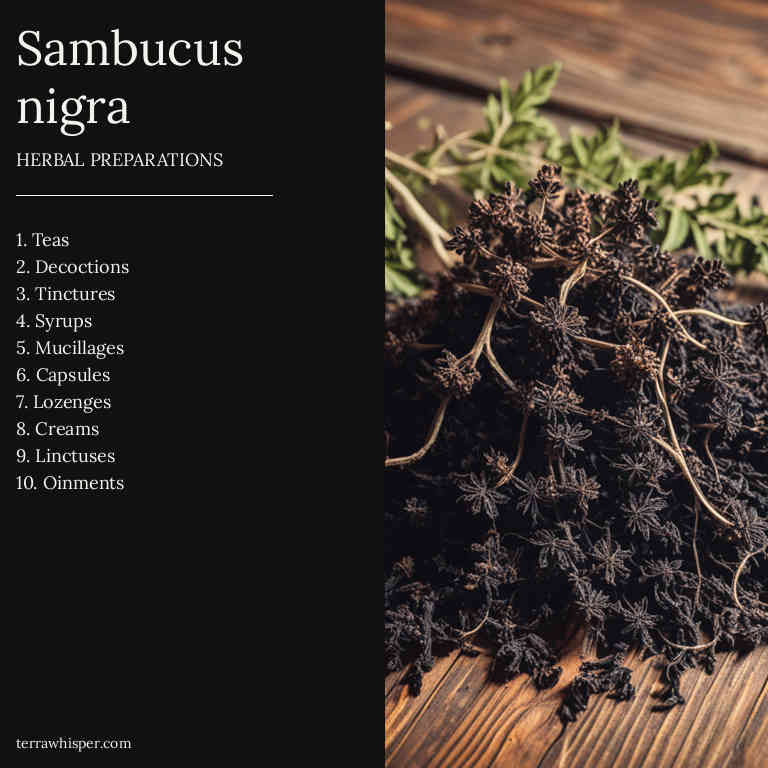 Sambucus
nigra
HERBAL PREPARATIONS
1. Teas
2. Decoctions
3. Tinctures
4. Syrups
5. Mucillages
6. Capsules
7. Lozenges
8. Creams
9. Linctuses
10. Oinments
terrawhisper.com